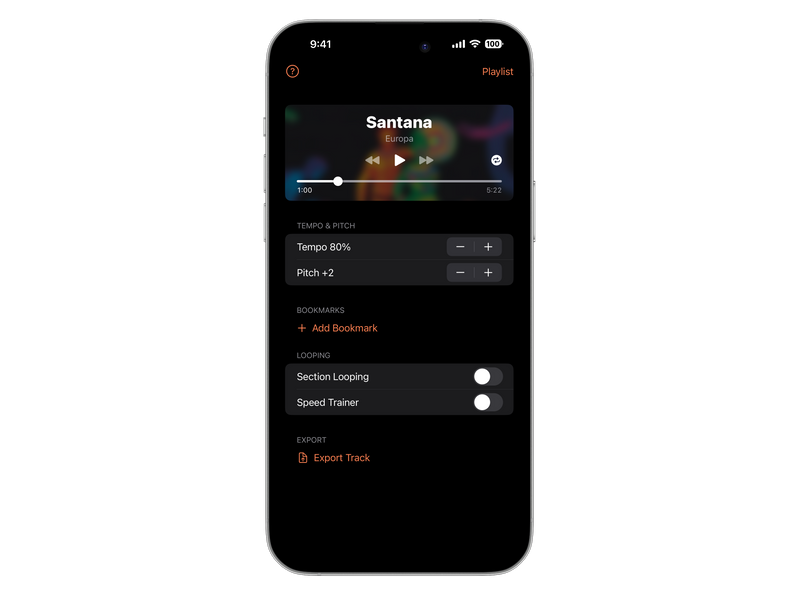 9:41
100
?
Playlist
Santana
Europa
1:00
5:22
TEMPO & PITCH
Tempo 80%
Pitch +2
BOOKMARKS
+ Add Bookmark
LOOPING
Section Looping
Speed Trainer
EXPORT
Export Track